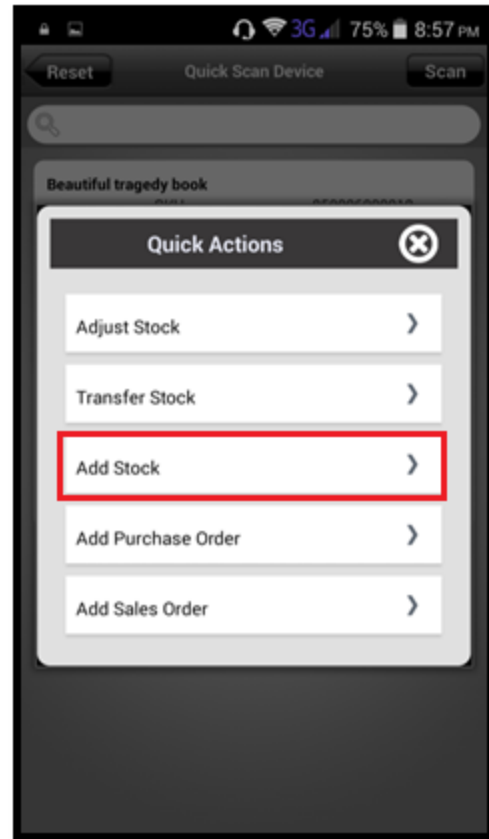 3G 75% 8:57 PM
Reset Quick Scan Device Scan
Beautiful tragedy book
Quick Actions
Adjust Stock
Transfer Stock
Add Stock
Add Purchase Order
Add Sales Order